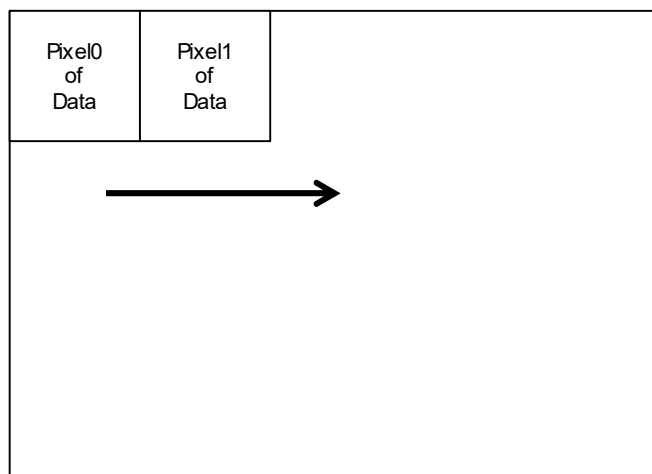 Pixel0
of
Data
Pixel1
of
Data